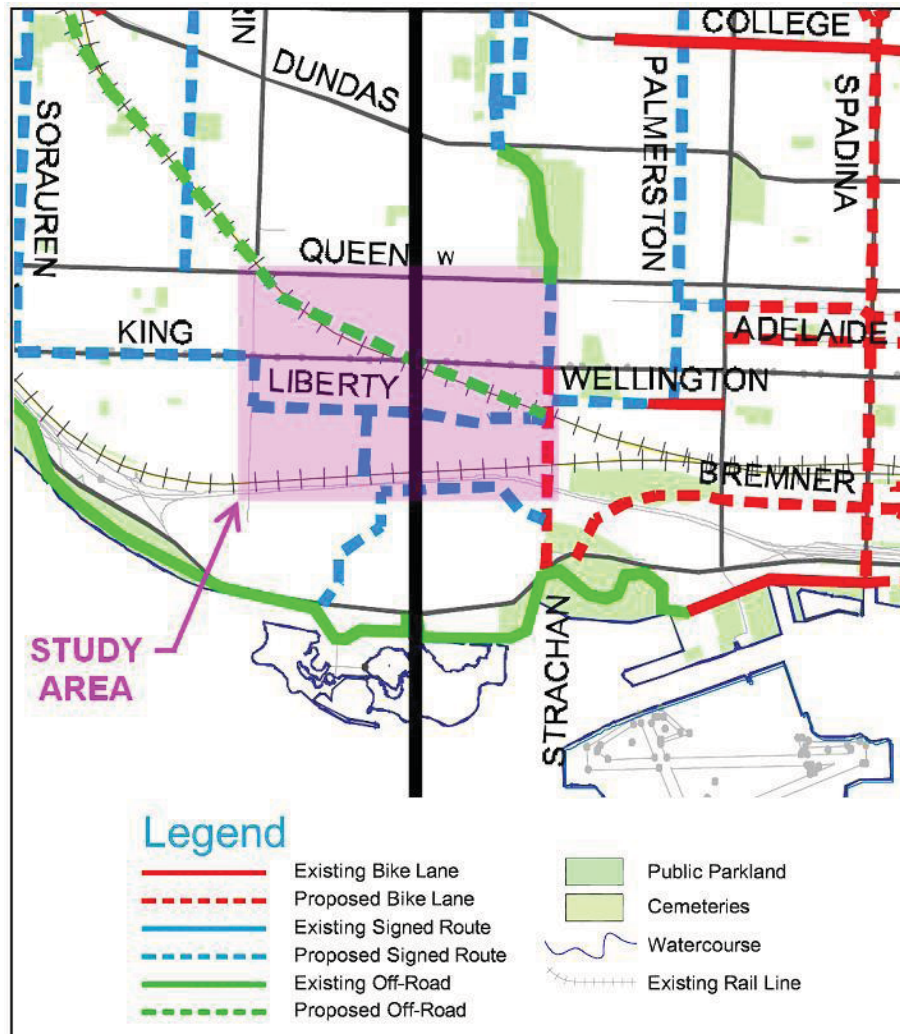 COLLEGE
RIN
DUNDAS
PALMERSTON
SPADINA
SORAUREN
QUEEN W
ADELAIDE
KING
LIBERTY
WELLINGTON
BREMNER
STRACHAN
STUDY
AREA
Legend
Existing Bike Lane
Proposed Bike Lane
Existing Signed Route
Proposed Signed Route
Existing Off-Road
Proposed Off-Road
Public Parkland
Cemeteries
Watercourse
Existing Rail Line